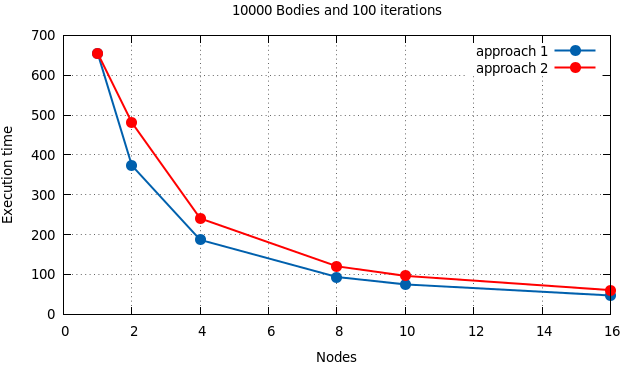 10000 Bodies and 100 iterations
700
600
500
400
300
200
100
0
Execution time
approach 1
approach 2
0 2 4 6 8 10 12 14 16
Nodes